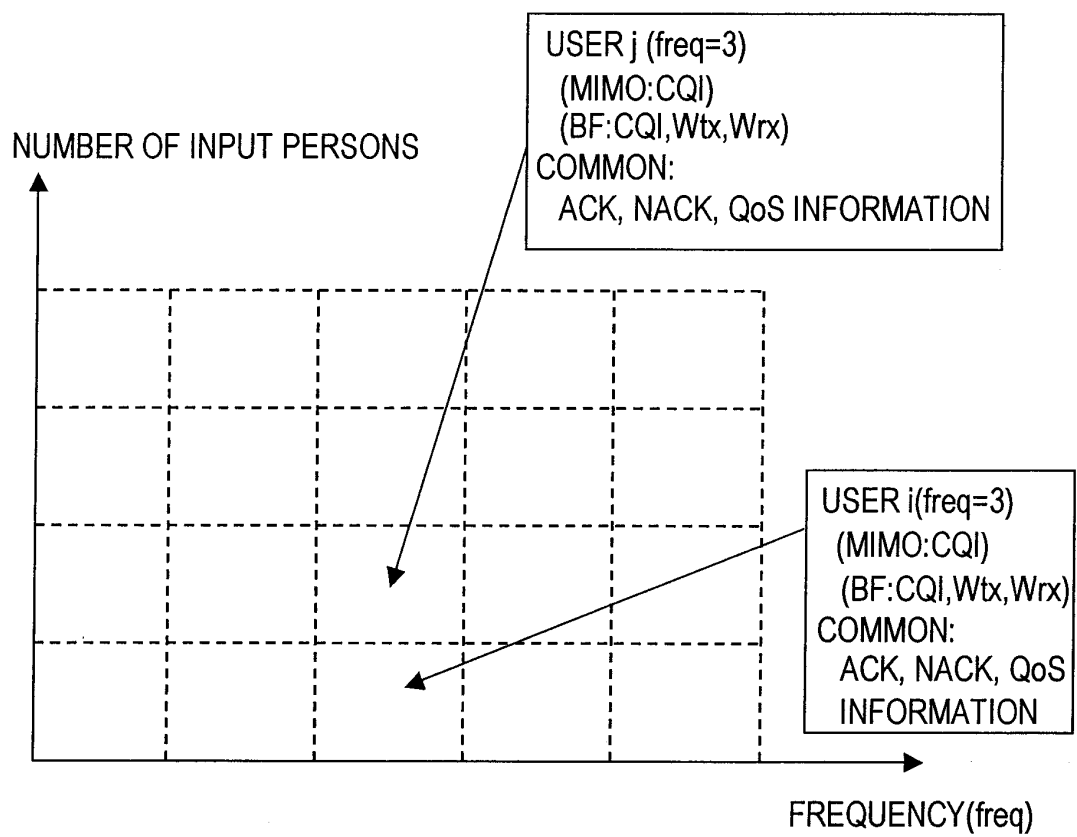 USER j (freq=3)
(MIMO:CQI)
(BF:CQI,Wtx,Wrx)
COMMON:
ACK, NACK, QoS INFORMATION
NUMBER OF INPUT PERSONS
USER i(freq=3)
(MIMO:CQI)
(BF:CQI,Wtx,Wrx)
COMMON:
ACK, NACK, QoS
INFORMATION
FREQUENCY(freq)